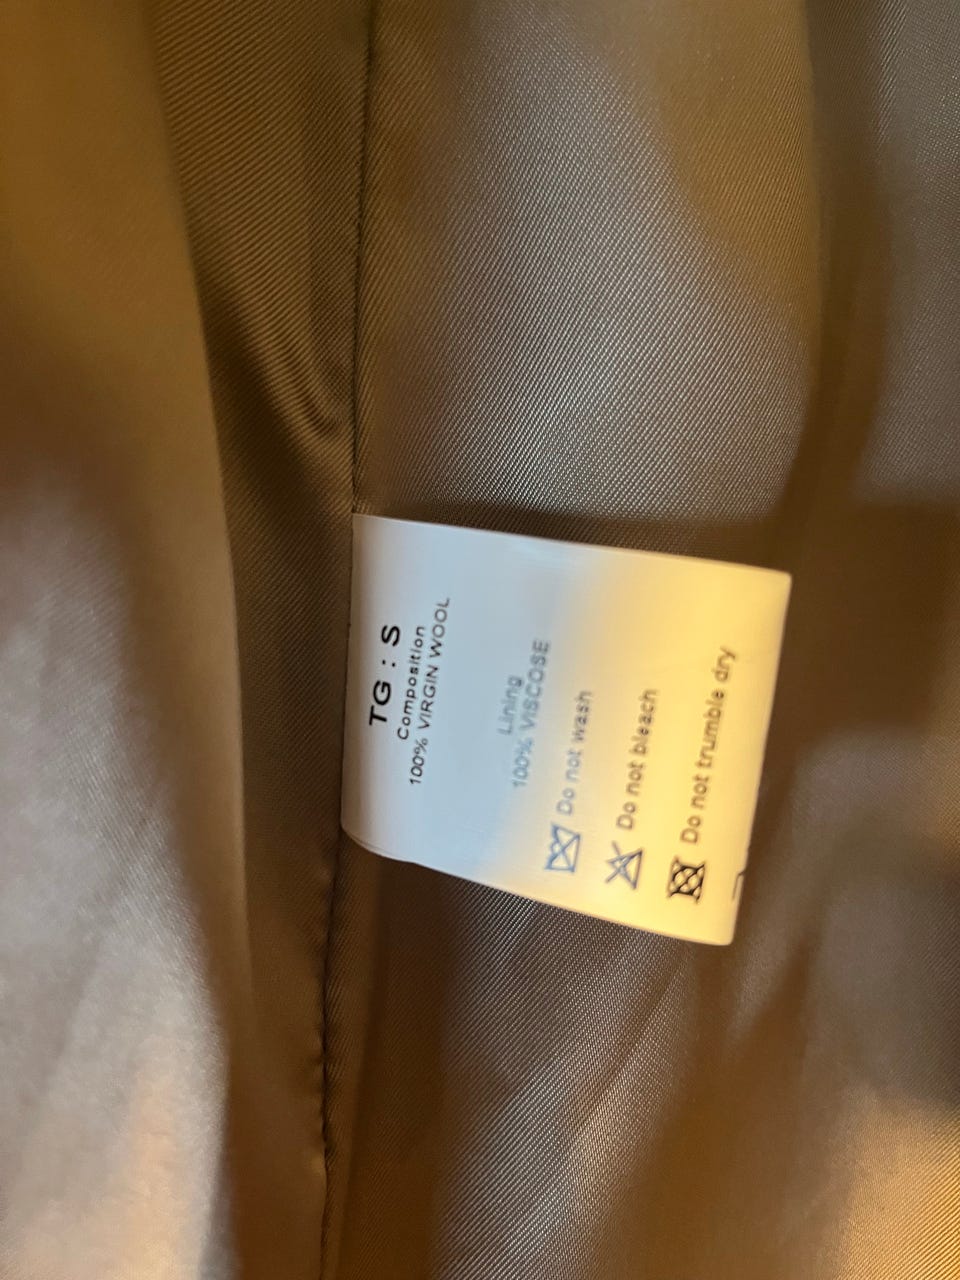 TG : S
Composition
100% VIRGIN WOOL
Lining
100% VISCOSE
Do not wash
Do not bleach
Do not trumble dry